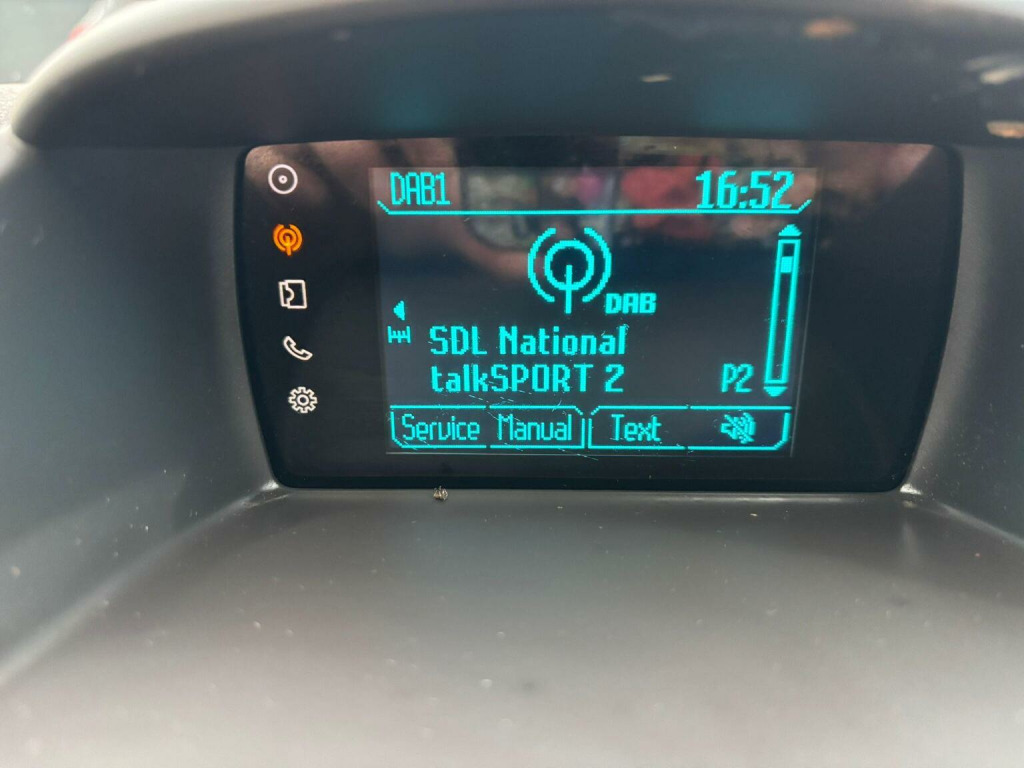 DAB1 16:52
DAB
SDL National
talkSPORT 2 P2
Service Manual Text